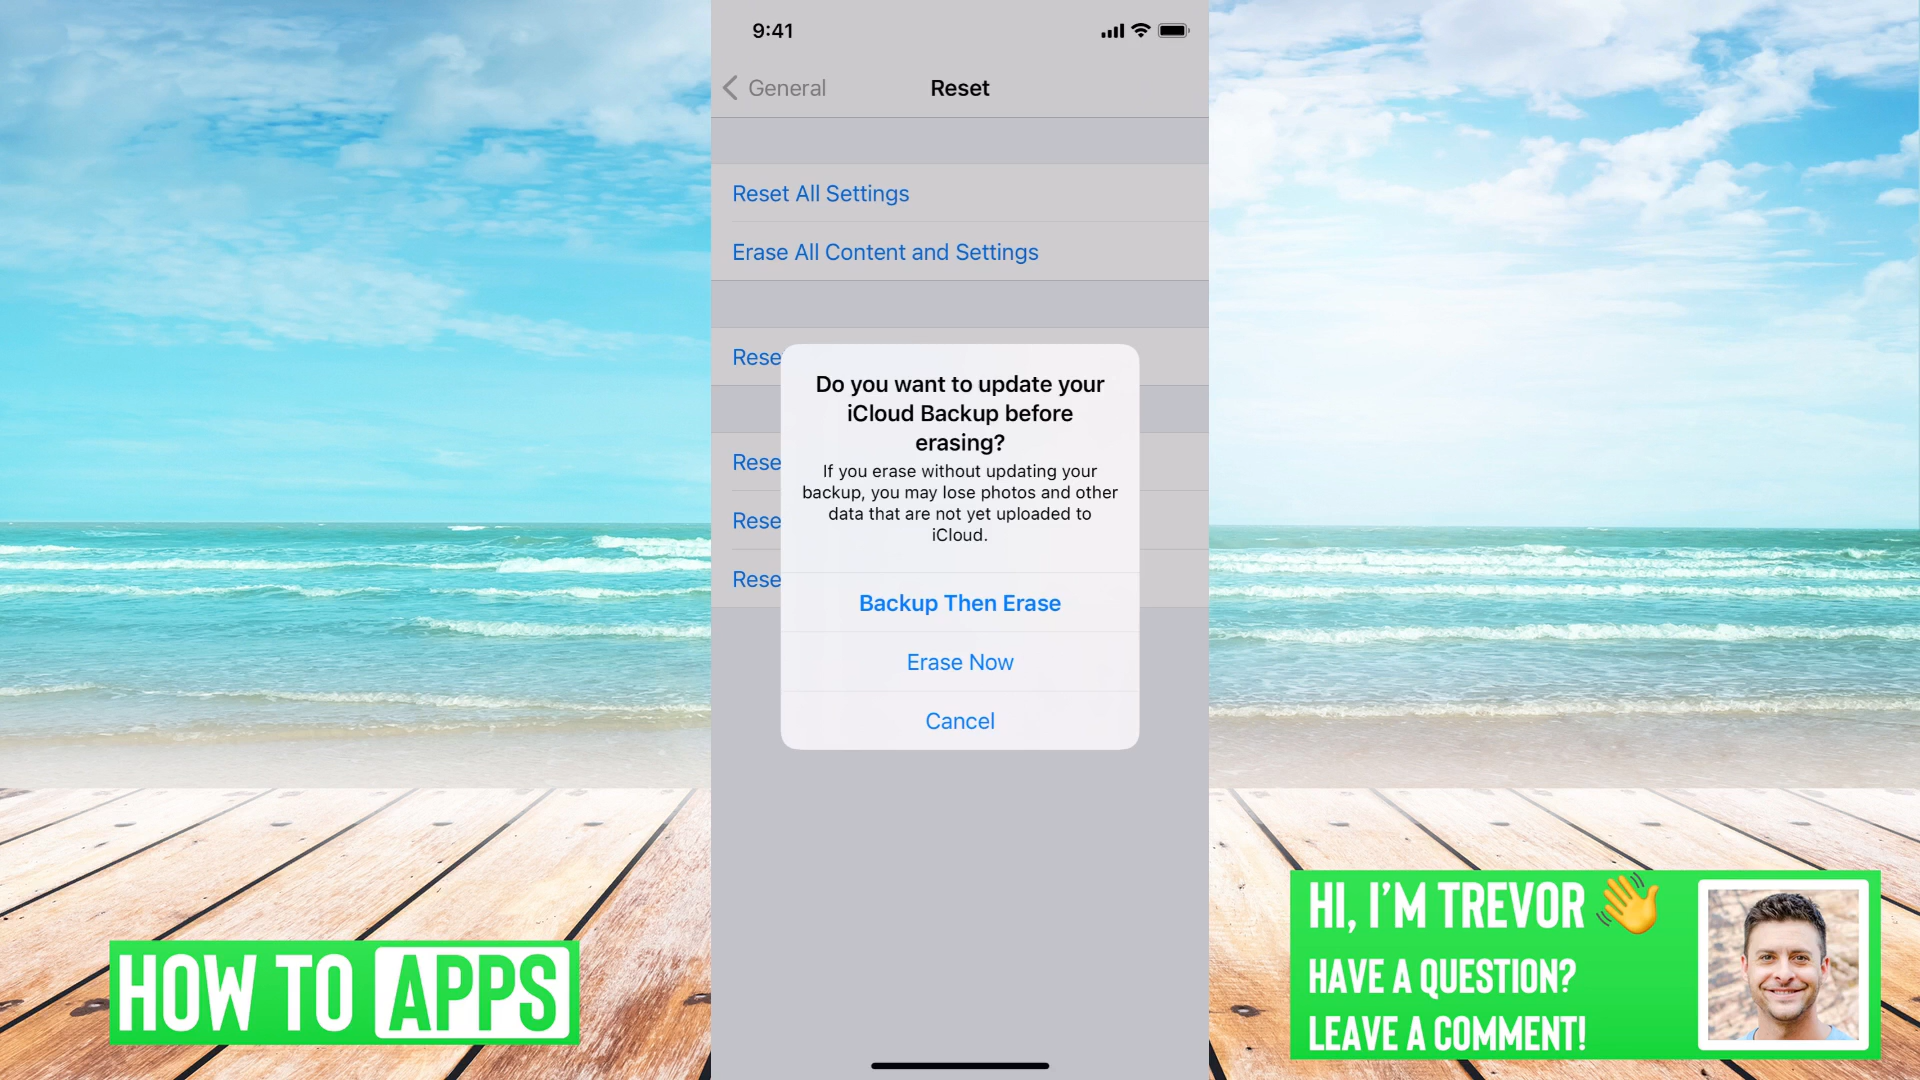 9:41
General
Reset
Reset All Settings
Erase All Content and Settings
Rese
Do you want to update your
iCloud Backup before
erasing?
If you erase without updating your
backup, you may lose photos and other
data that are not yet uploaded to
iCloud.
Rese
Rese
Rese
Backup Then Erase
Erase Now
Cancel
HOW TO APPS
HI, I'M TREVOR
HAVE A QUESTION?
LEAVE A COMMENT!